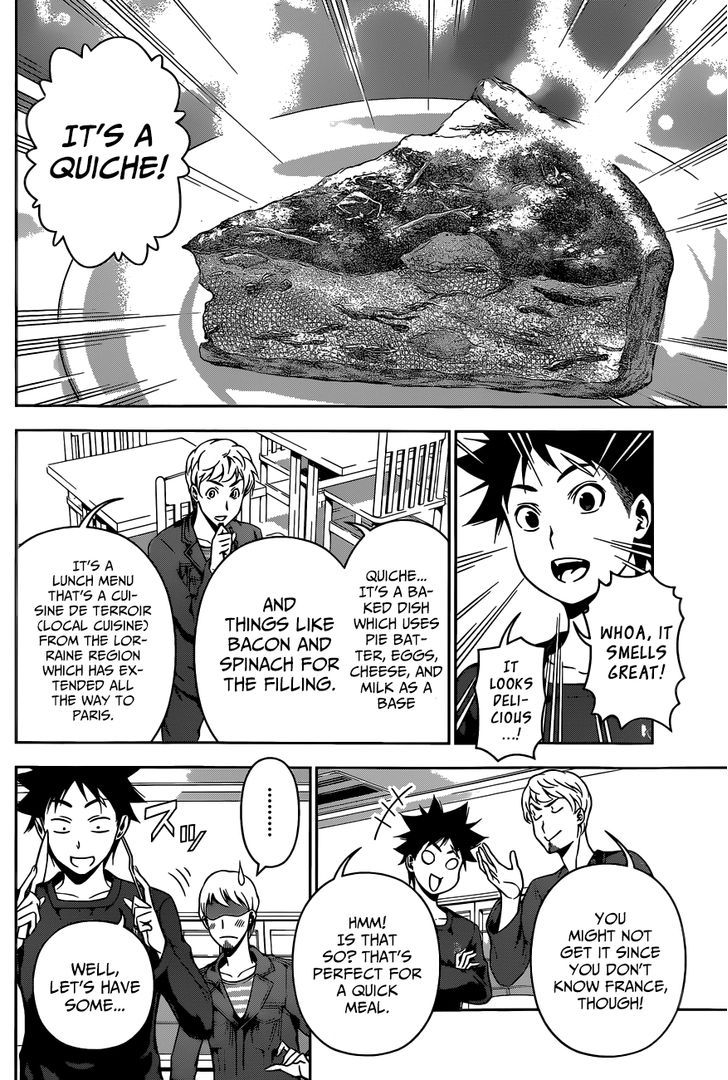 IT'S A
QUICHE!
WHOA, IT
SMELLS
GREAT!
IT
LOOKS
DELI-
CIOUS
...!
QUICHE...
IT'S A BA-
KED DISH
WHICH USES
PIE BAT-
TER, EGGS,
CHEESE, AND
MILK AS A
BASE
AND
THINGS LIKE
BACON AND
SPINACH FOR
THE FILLING.
IT'S A
LUNCH MENU
THAT'S A CUI-
SINE DE TERROIR
(LOCAL CUISINE)
FROM THE LOR-
RAINE REGION
WHICH HAS EX-
TENDED ALL
THE WAY TO
PARIS.
YOU
MIGHT NOT
GET IT SINCE
YOU DON'T
KNOW FRANCE,
THOUGH!
HMM!
IS THAT
SO? THAT'S
PERFECT FOR
A QUICK
MEAL.
.........
スッ
WELL,
LET'S HAVE
SOME...